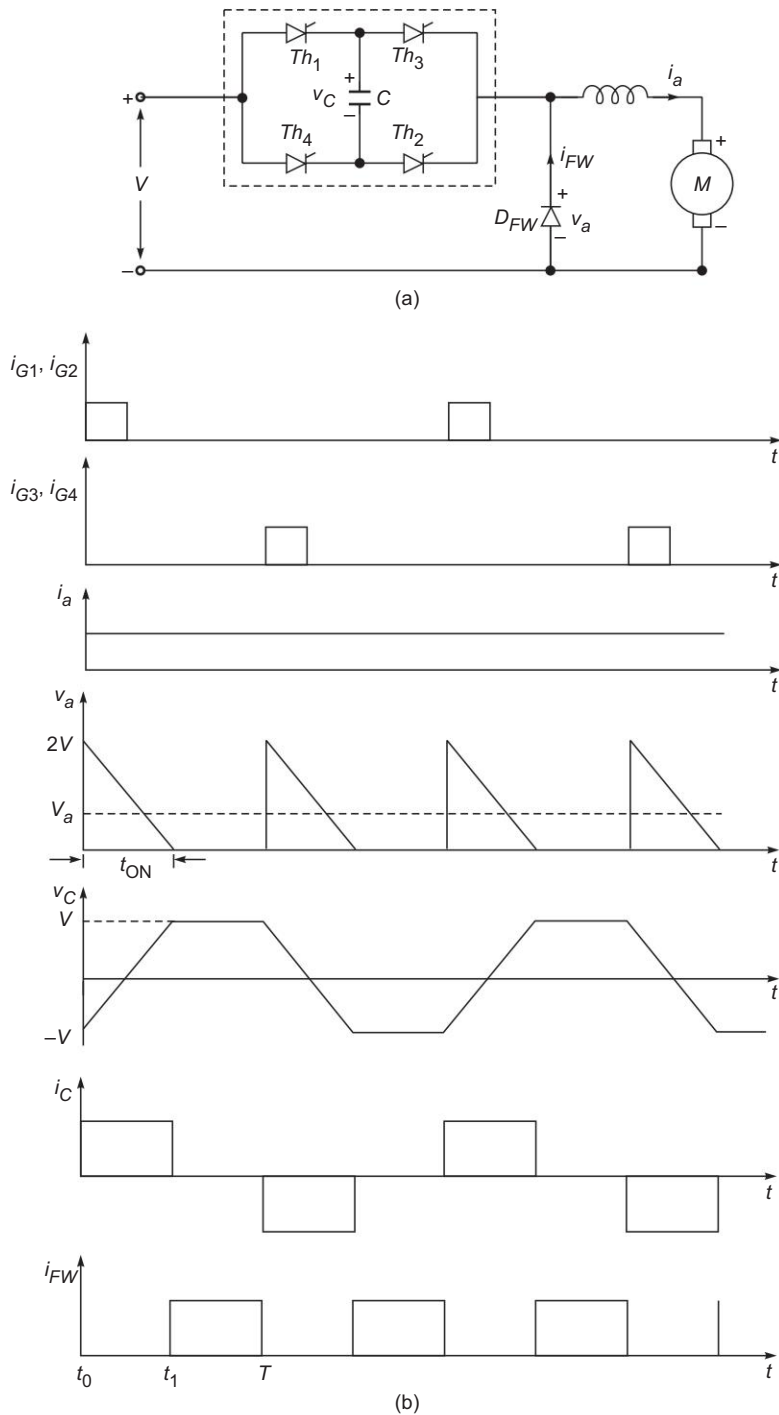 Th1 Th3
+ vC + C –
Th4 Th2
V
iFW
ia
DFW + va –
M + –
–
(a)
iG1, iG2
t
iG3, iG4
t
ia
t
va
2V
Va
tON
t
vC
V
t
–V
iC
t
iFW
t0 t1 T t
(b)